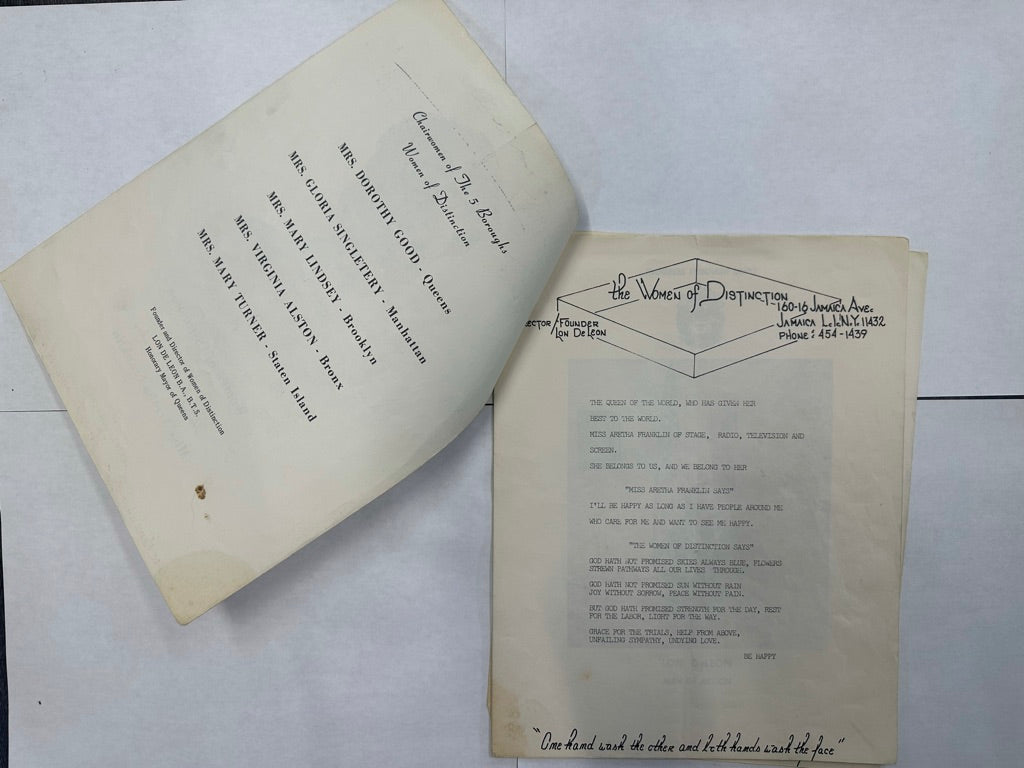 Chairwomen of The 5 Boroughs
Women of Distinction
MRS. DOROTHY GOOD - Queens
MRS. GLORIA SINGLETERY - Manhattan
MRS. MARY LINDSEY - Brooklyn
MRS. VIRGINIA ALSTON - Bronx
MRS. MARY TURNER - Staten Island
Founder and Director of Women of Distinction
LON DE LEON B.A., B.T.S.
Honorary Mayor of Queens
the Women of Distinction
160-16 Jamaica Ave.
Jamaica L.I.N.Y. 11432
Phone: 454-1439
ector/Founder
Lon De Leon
THE QUEEN OF THE WORLD, WHO HAS GIVEN HER
BEST TO THE WORLD.
MISS ARETHA FRANKLIN OF STAGE, RADIO, TELEVISION AND
SCREEN.
SHE BELONGS TO US, AND WE BELONG TO HER
"MISS ARETHA FRANKLIN SAYS"
I'LL BE HAPPY AS LONG AS I HAVE PEOPLE AROUND ME
WHO CARE FOR ME AND WANT TO SEE ME HAPPY.
"THE WOMEN OF DISTINCTION SAYS"
GOD HATH NOT PROMISED SKIES ALWAYS BLUE, FLOWERS
STREWN PATHWAYS ALL OUR LIVES THROUGH.
GOD HATH NOT PROMISED SUN WITHOUT RAIN
JOY WITHOUT SORROW, PEACE WITHOUT PAIN.
BUT GOD HATH PROMISED STRENGTH FOR THE DAY, REST
FOR THE LABOR, LIGHT FOR THE WAY.
GRACE FOR THE TRIALS, HELP FROM ABOVE,
UNFAILING SYMPATHY, UNDYING LOVE.
BE HAPPY
"One hand wash the other and both hands wash the face"